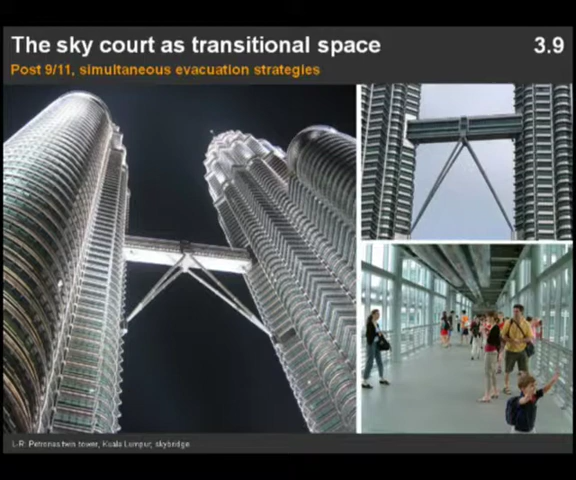 The sky court as transitional space
3.9
Post 9/11, simultaneous evacuation strategies
L-R: Petronas twin tower, Kuala Lumpur, skybridge